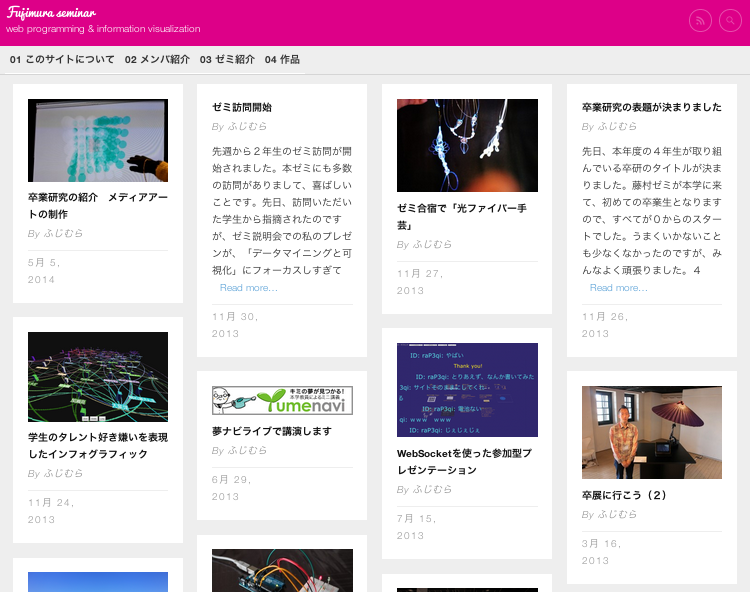 Fujimura seminar
web programming & information visualization
01 このサイトについて 02 メンバ紹介 03 ゼミ紹介 04 作品
卒業研究の紹介　メディアアー
トの制作
By ふじむら
5月 5,
2014
学生のタレント好き嫌いを表現
したインフォグラフィック
By ふじむら
11月 24,
2013
ゼミ訪問開始
By ふじむら
先週から２年生のゼミ訪問が開
始されました。本ゼミにも多数
の訪問がありまして、喜ばしい
ことです。先日、訪問いただい
た学生から指摘されたのです
が、ゼミ説明会での私のプレゼ
ンが、「データマイニングと可
視化」にフォーカスしすぎて
Read more…
11月 30,
2013
キミの夢が見つかる!
Yumenavi
夢ナビライブで講演します
By ふじむら
6月 29,
2013
ゼミ合宿で「光ファイバー手
芸」
By ふじむら
11月 27,
2013
ID: raP3qi: やばい
Thank you!
ID: raP3qi: とりあえず、なんか書いてみた
3qi: サイトそのままにしてくれ
ID: raP3qi: 電池ない
qi: ｗｗｗ
ID: raP3qi: じぇじぇじぇ
WebSocketを使った参加型プ
レゼンテーション
By ふじむら
7月 15,
2013
卒業研究の表題が決まりました
By ふじむら
先日、本年度の４年生が取り組
んでいる卒研のタイトルが決ま
りました。藤村ゼミが本学に来
て、初めての卒業生となります
ので、すべてが０からのスター
トでした。うまくいかないこと
も少なくなかったのですが、み
んなよく頑張りました。４
Read more…
11月 26,
2013
卒展に行こう（２）
By ふじむら
3月 16,
2013